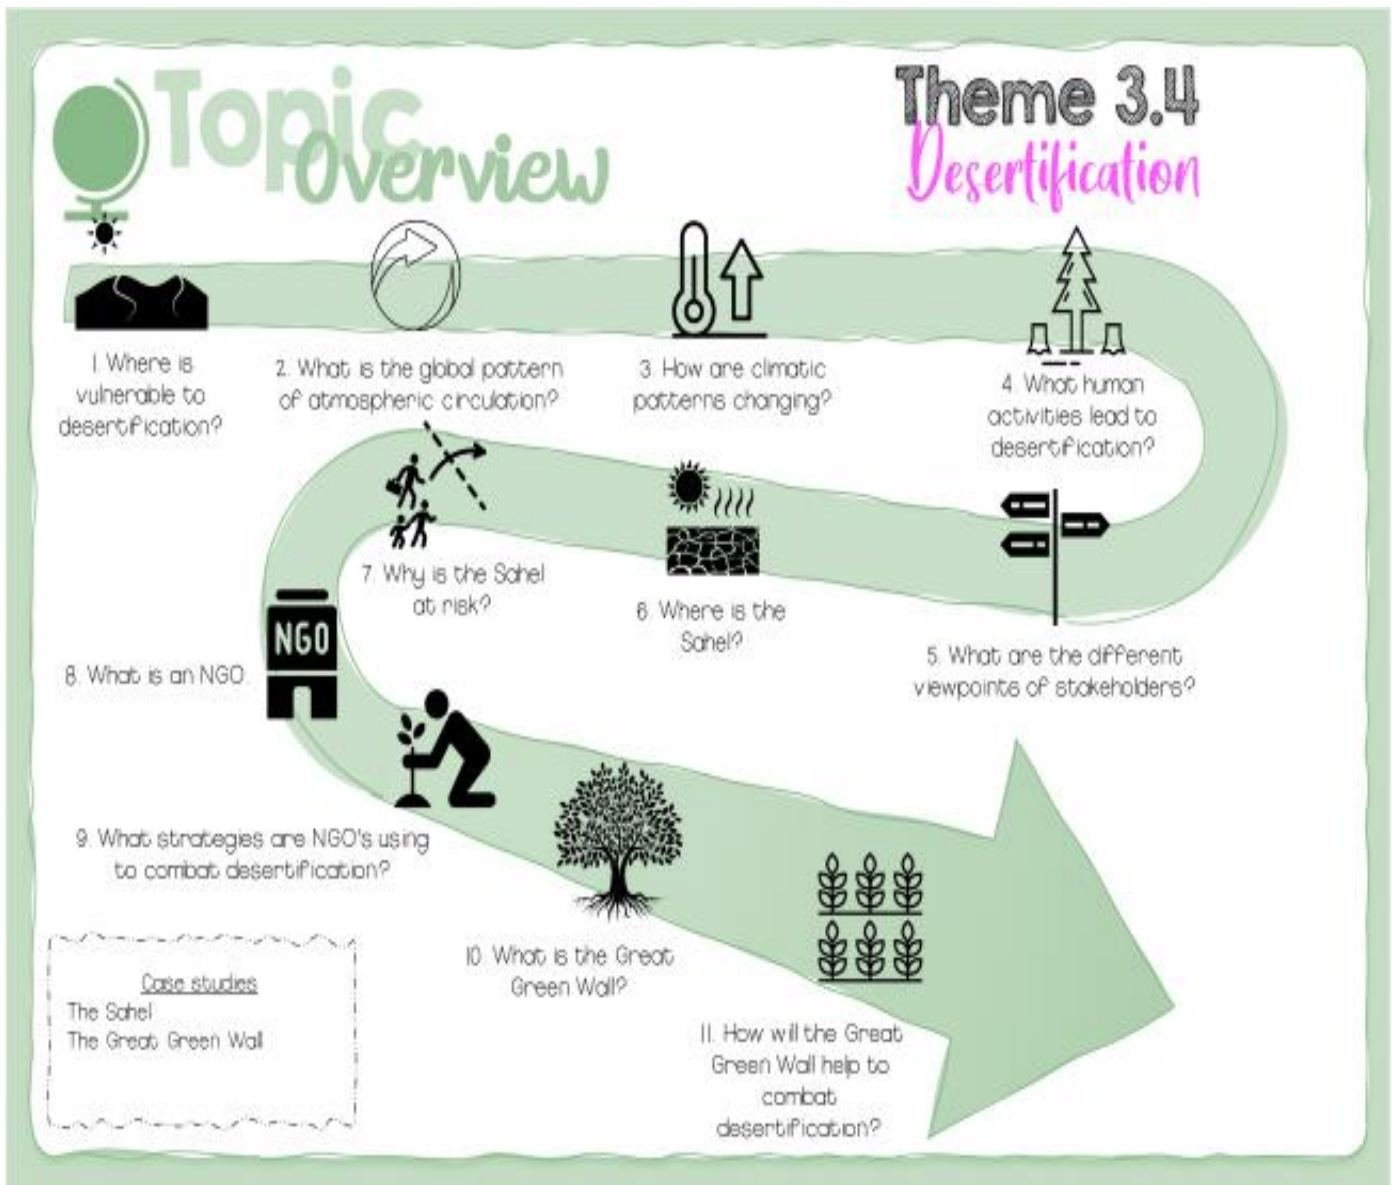 Topic
Overview
Theme 3.4
Desertification
1. Where is
vulnerable to
desertification?
2. What is the global pattern
of atmospheric circulation?
3. How are climatic
patterns changing?
4. What human
activities lead to
desertification?
5. What are the different
viewpoints of stakeholders?
6. Where is the
Sahel?
7. Why is the Sahel
at risk?
NGO
8. What is an NGO.
9. What strategies are NGO's using
to combat desertification?
10. What is the Great
Green Wall?
11. How will the Great
Green Wall help to
combat
desertification?
Case studies
The Sahel
The Great Green Wall